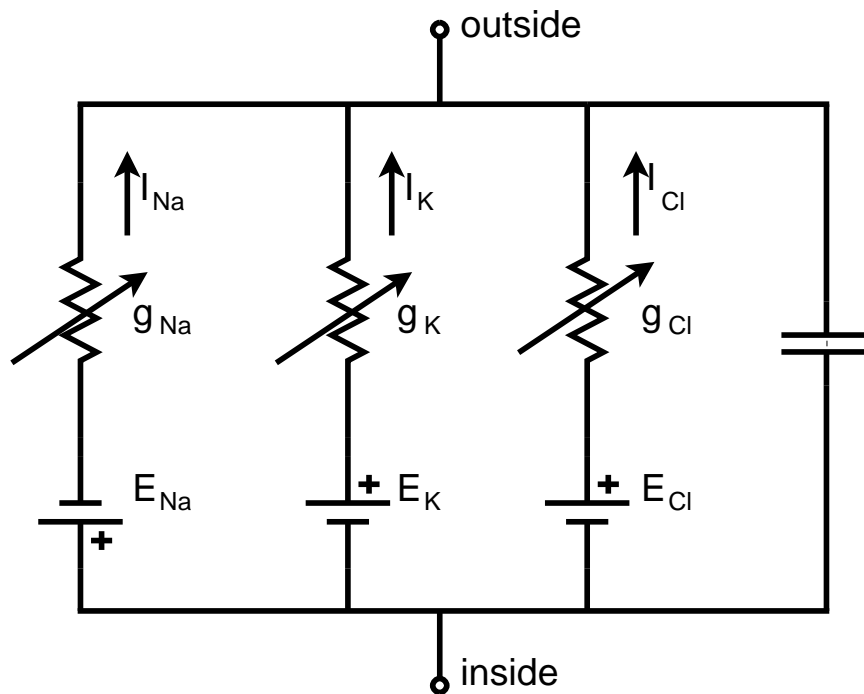 outside
I Na
I K
I Cl
g Na
g K
g Cl
E Na
+ E K
+ E Cl
+
inside